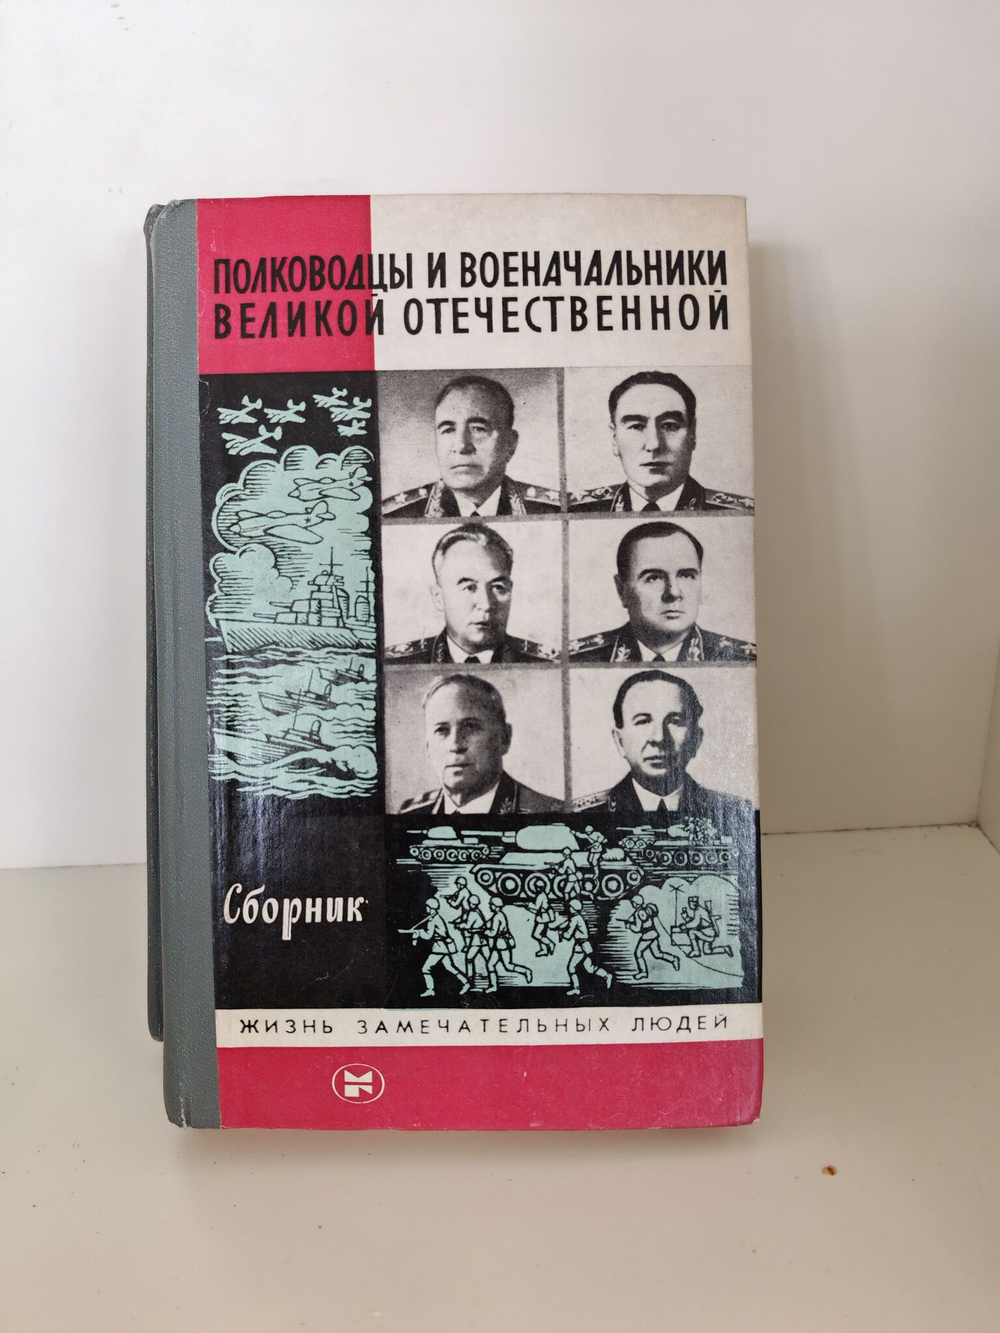 ПОЛКОВОДЦЫ И ВОЕНАЧАЛЬНИКИ
ВЕЛИКОЙ ОТЕЧЕСТВЕННОЙ
Сборник
ЖИЗНЬ ЗАМЕЧАТЕЛЬНЫХ ЛЮДЕЙ